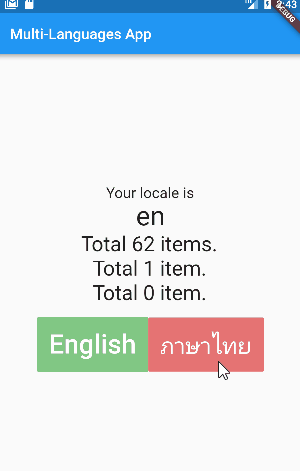 2:43
DEBUG
Multi-Languages App
Your locale is
en
Total 62 items.
Total 1 item.
Total 0 item.
English
ภาษาไทย